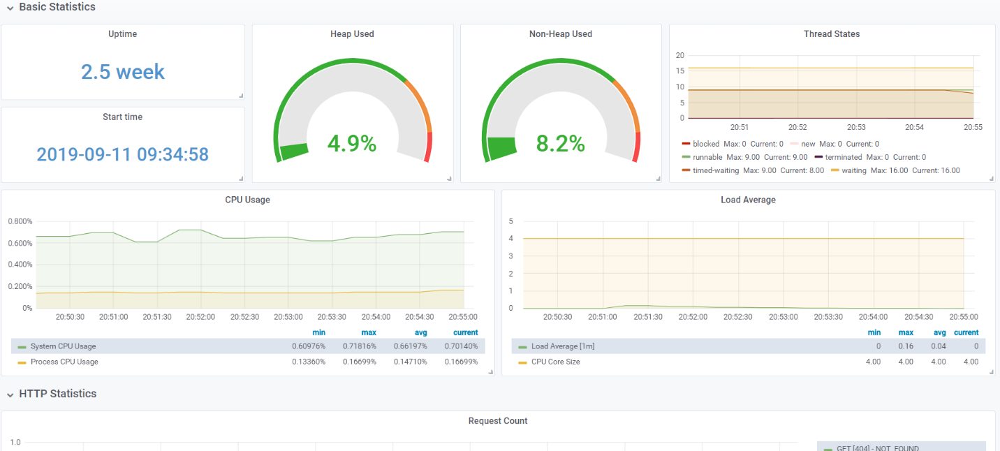 Basic Statistics
Uptime
2.5 week
Start time
2019-09-11 09:34:58
Heap Used
4.9%
Non-Heap Used
8.2%
Thread States
20
15
10
5
0
20:51 20:52 20:53 20:54 20:55
blocked Max: 0 Current: 0 new Max: 0 Current: 0
runnable Max: 9.00 Current: 9.00 terminated Max: 0 Current: 0
timed-waiting Max: 9.00 Current: 8.00 waiting Max: 16.00 Current: 16.00
CPU Usage
0.800%
0.600%
0.400%
0.200%
0%
20:50:30 20:51:00 20:51:30 20:52:00 20:52:30 20:53:00 20:53:30 20:54:00 20:54:30 20:55:00
min max avg current
System CPU Usage 0.60976% 0.71816% 0.66197% 0.70140%
Process CPU Usage 0.13360% 0.16699% 0.14710% 0.16699%
Load Average
5
4
3
2
1
0
20:50:30 20:51:00 20:51:30 20:52:00 20:52:30 20:53:00 20:53:30 20:54:00 20:54:30 20:55:00
min max avg current
Load Average [1m] 0 0.16 0.04 0
CPU Core Size 4.00 4.00 4.00 4.00
HTTP Statistics
Request Count
1.0
GET [404] - NOT_FOUND